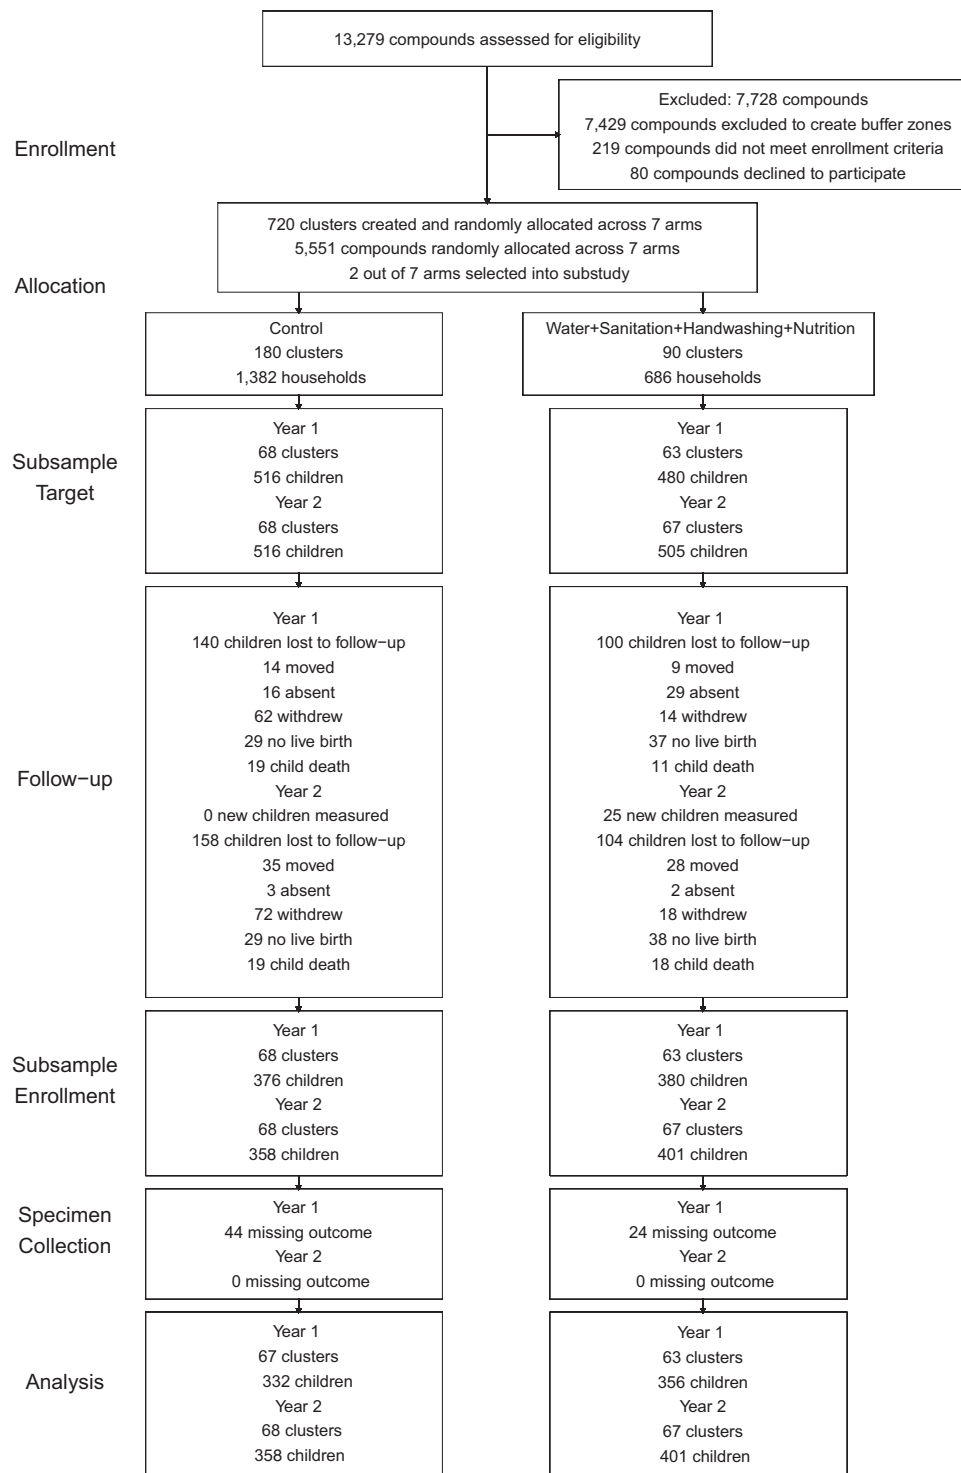 13,279 compounds assessed for eligibility
Enrollment
Excluded: 7,728 compounds
7,429 compounds excluded to create buffer zones
219 compounds did not meet enrollment criteria
80 compounds declined to participate
Allocation
720 clusters created and randomly allocated across 7 arms
5,551 compounds randomly allocated across 7 arms
2 out of 7 arms selected into substudy
Control
180 clusters
1,382 households
Water+Sanitation+Handwashing+Nutrition
90 clusters
686 households
Subsample
Target
Year 1
68 clusters
516 children
Year 2
68 clusters
516 children
Year 1
63 clusters
480 children
Year 2
67 clusters
505 children
Follow−up
Year 1
140 children lost to follow−up
14 moved
16 absent
62 withdrew
29 no live birth
19 child death
Year 2
0 new children measured
158 children lost to follow−up
35 moved
3 absent
72 withdrew
29 no live birth
19 child death
Year 1
100 children lost to follow−up
9 moved
29 absent
14 withdrew
37 no live birth
11 child death
Year 2
25 new children measured
104 children lost to follow−up
28 moved
2 absent
18 withdrew
38 no live birth
18 child death
Subsample
Enrollment
Year 1
68 clusters
376 children
Year 2
68 clusters
358 children
Year 1
63 clusters
380 children
Year 2
67 clusters
401 children
Specimen
Collection
Year 1
44 missing outcome
Year 2
0 missing outcome
Year 1
24 missing outcome
Year 2
0 missing outcome
Analysis
Year 1
67 clusters
332 children
Year 2
68 clusters
358 children
Year 1
63 clusters
356 children
Year 2
67 clusters
401 children